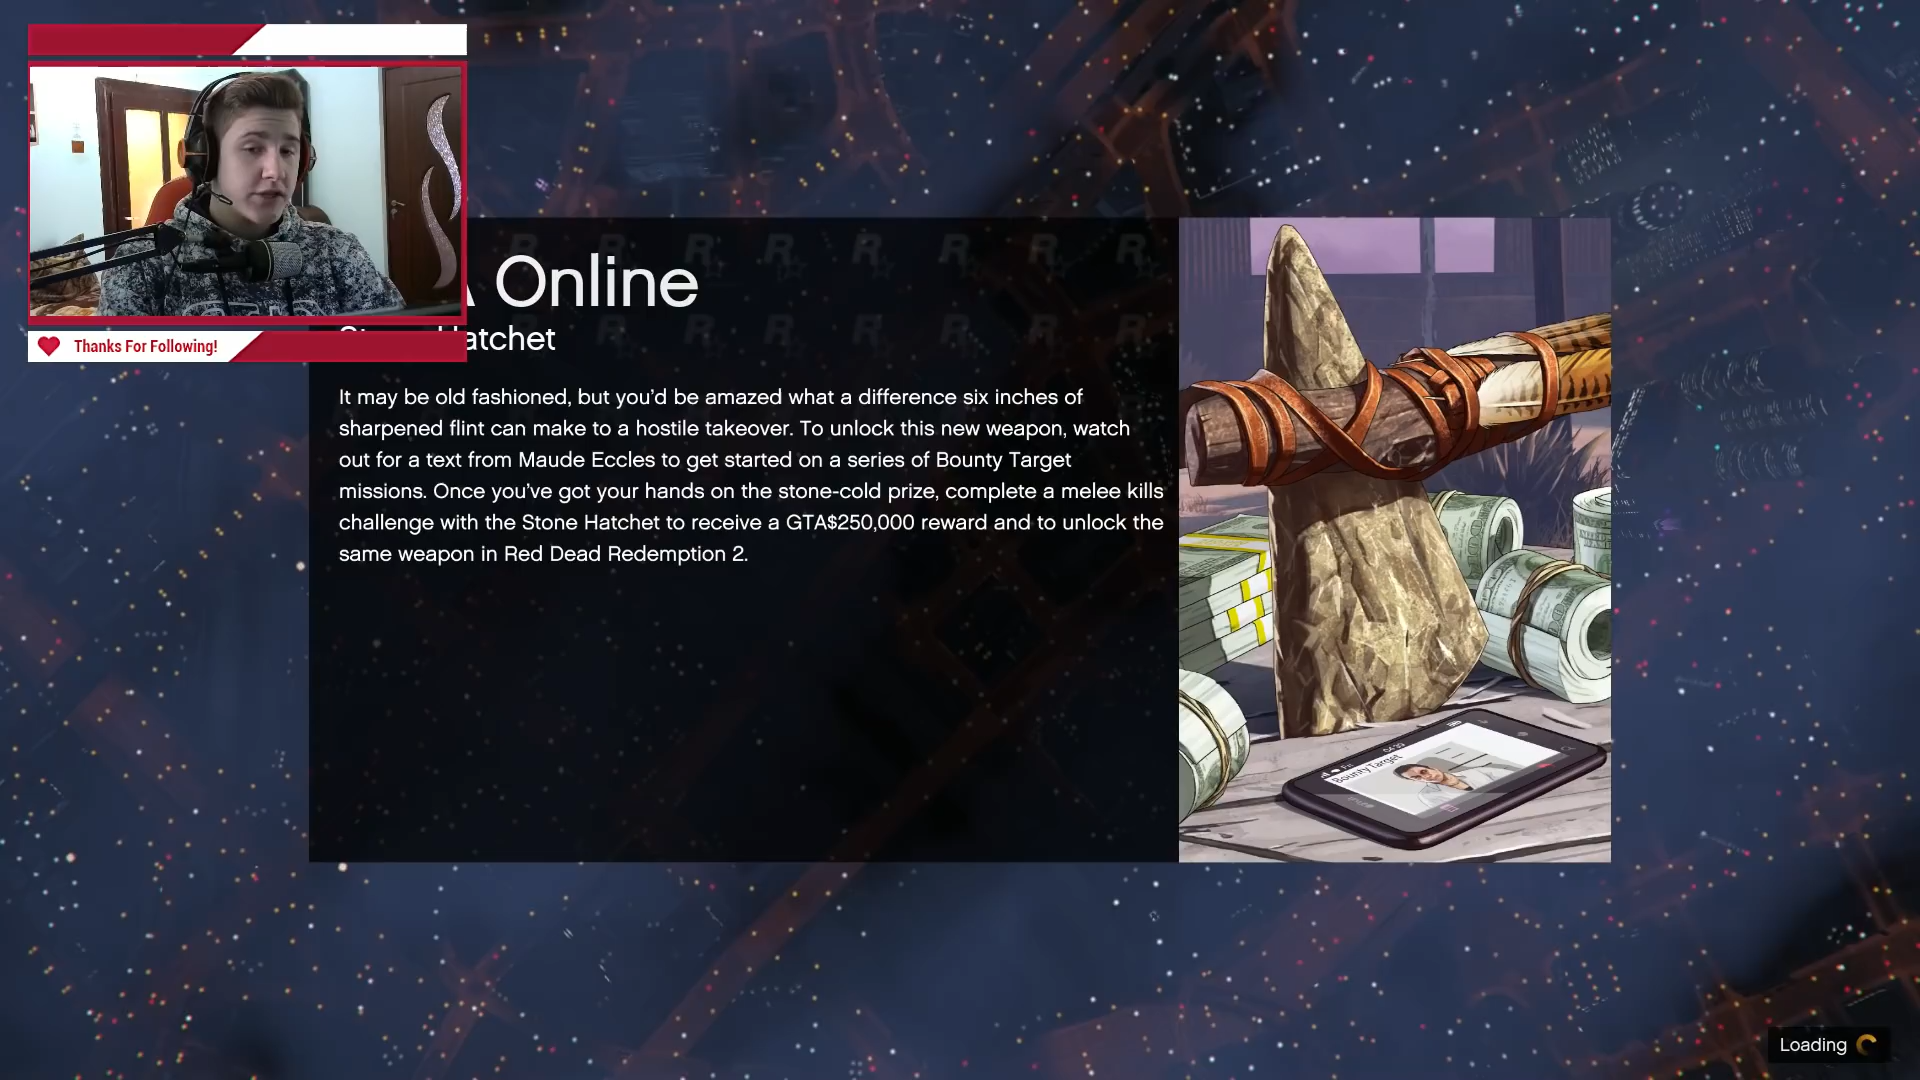 Online
Hatchet
Thanks For Following!
It may be old fashioned, but you'd be amazed what a difference six inches of
sharpened flint can make to a hostile takeover. To unlock this new weapon, watch
out for a text from Maude Eccles to get started on a series of Bounty Target
missions. Once you've got your hands on the stone-cold prize, complete a melee kills
challenge with the Stone Hatchet to receive a GTA$250,000 reward and to unlock the
same weapon in Red Dead Redemption 2.
Bounty Target
Loading